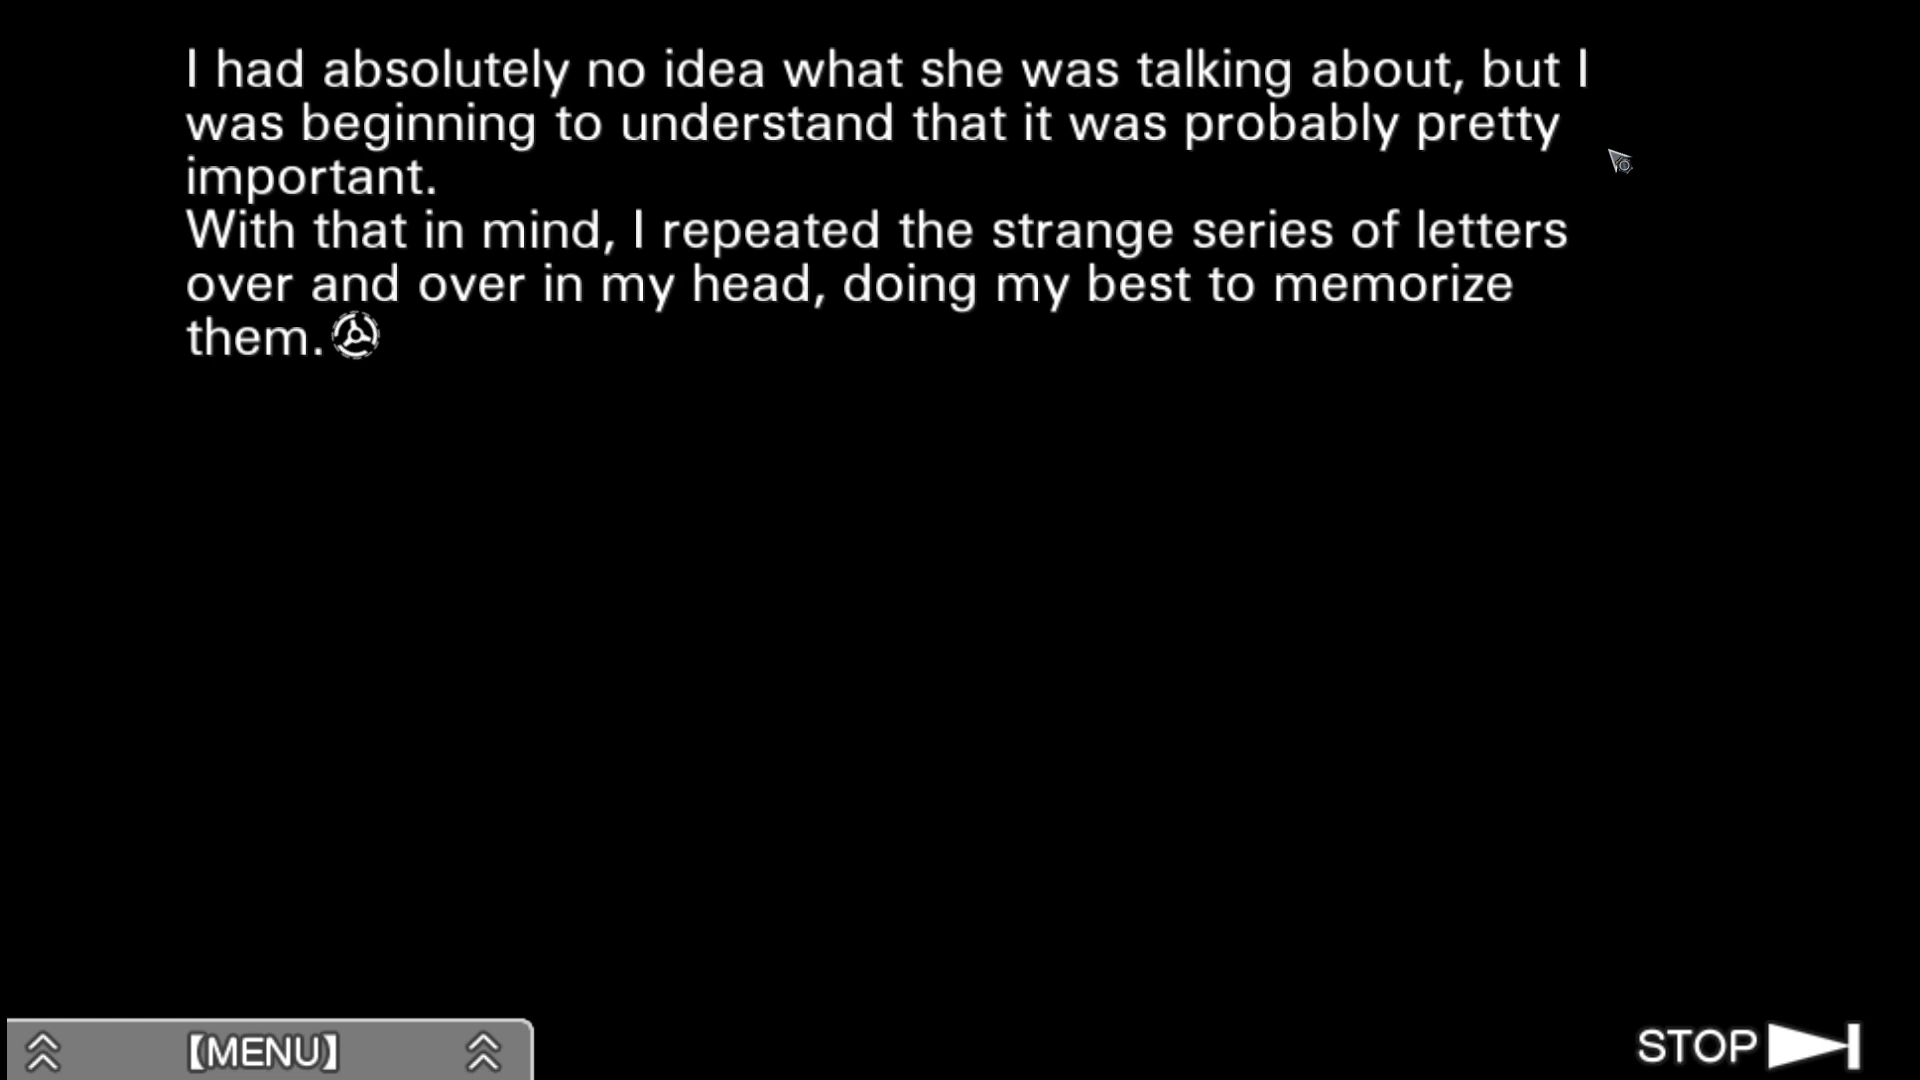 I had absolutely no idea what she was talking about, but I
was beginning to understand that it was probably pretty
important.
With that in mind, I repeated the strange series of letters
over and over in my head, doing my best to memorize
them.
【MENU】
STOP